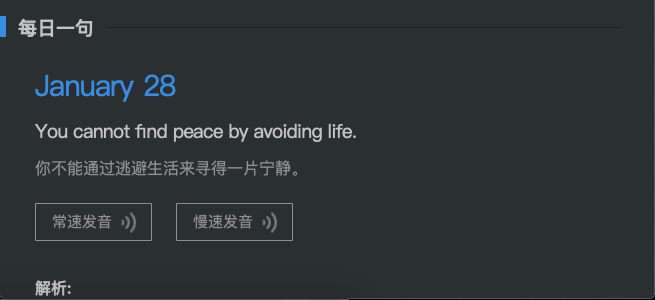 每日一句
January 28
You cannot find peace by avoiding life.
你不能通过逃避生活来寻得一片宁静。
常速发音 慢速发音
解析: